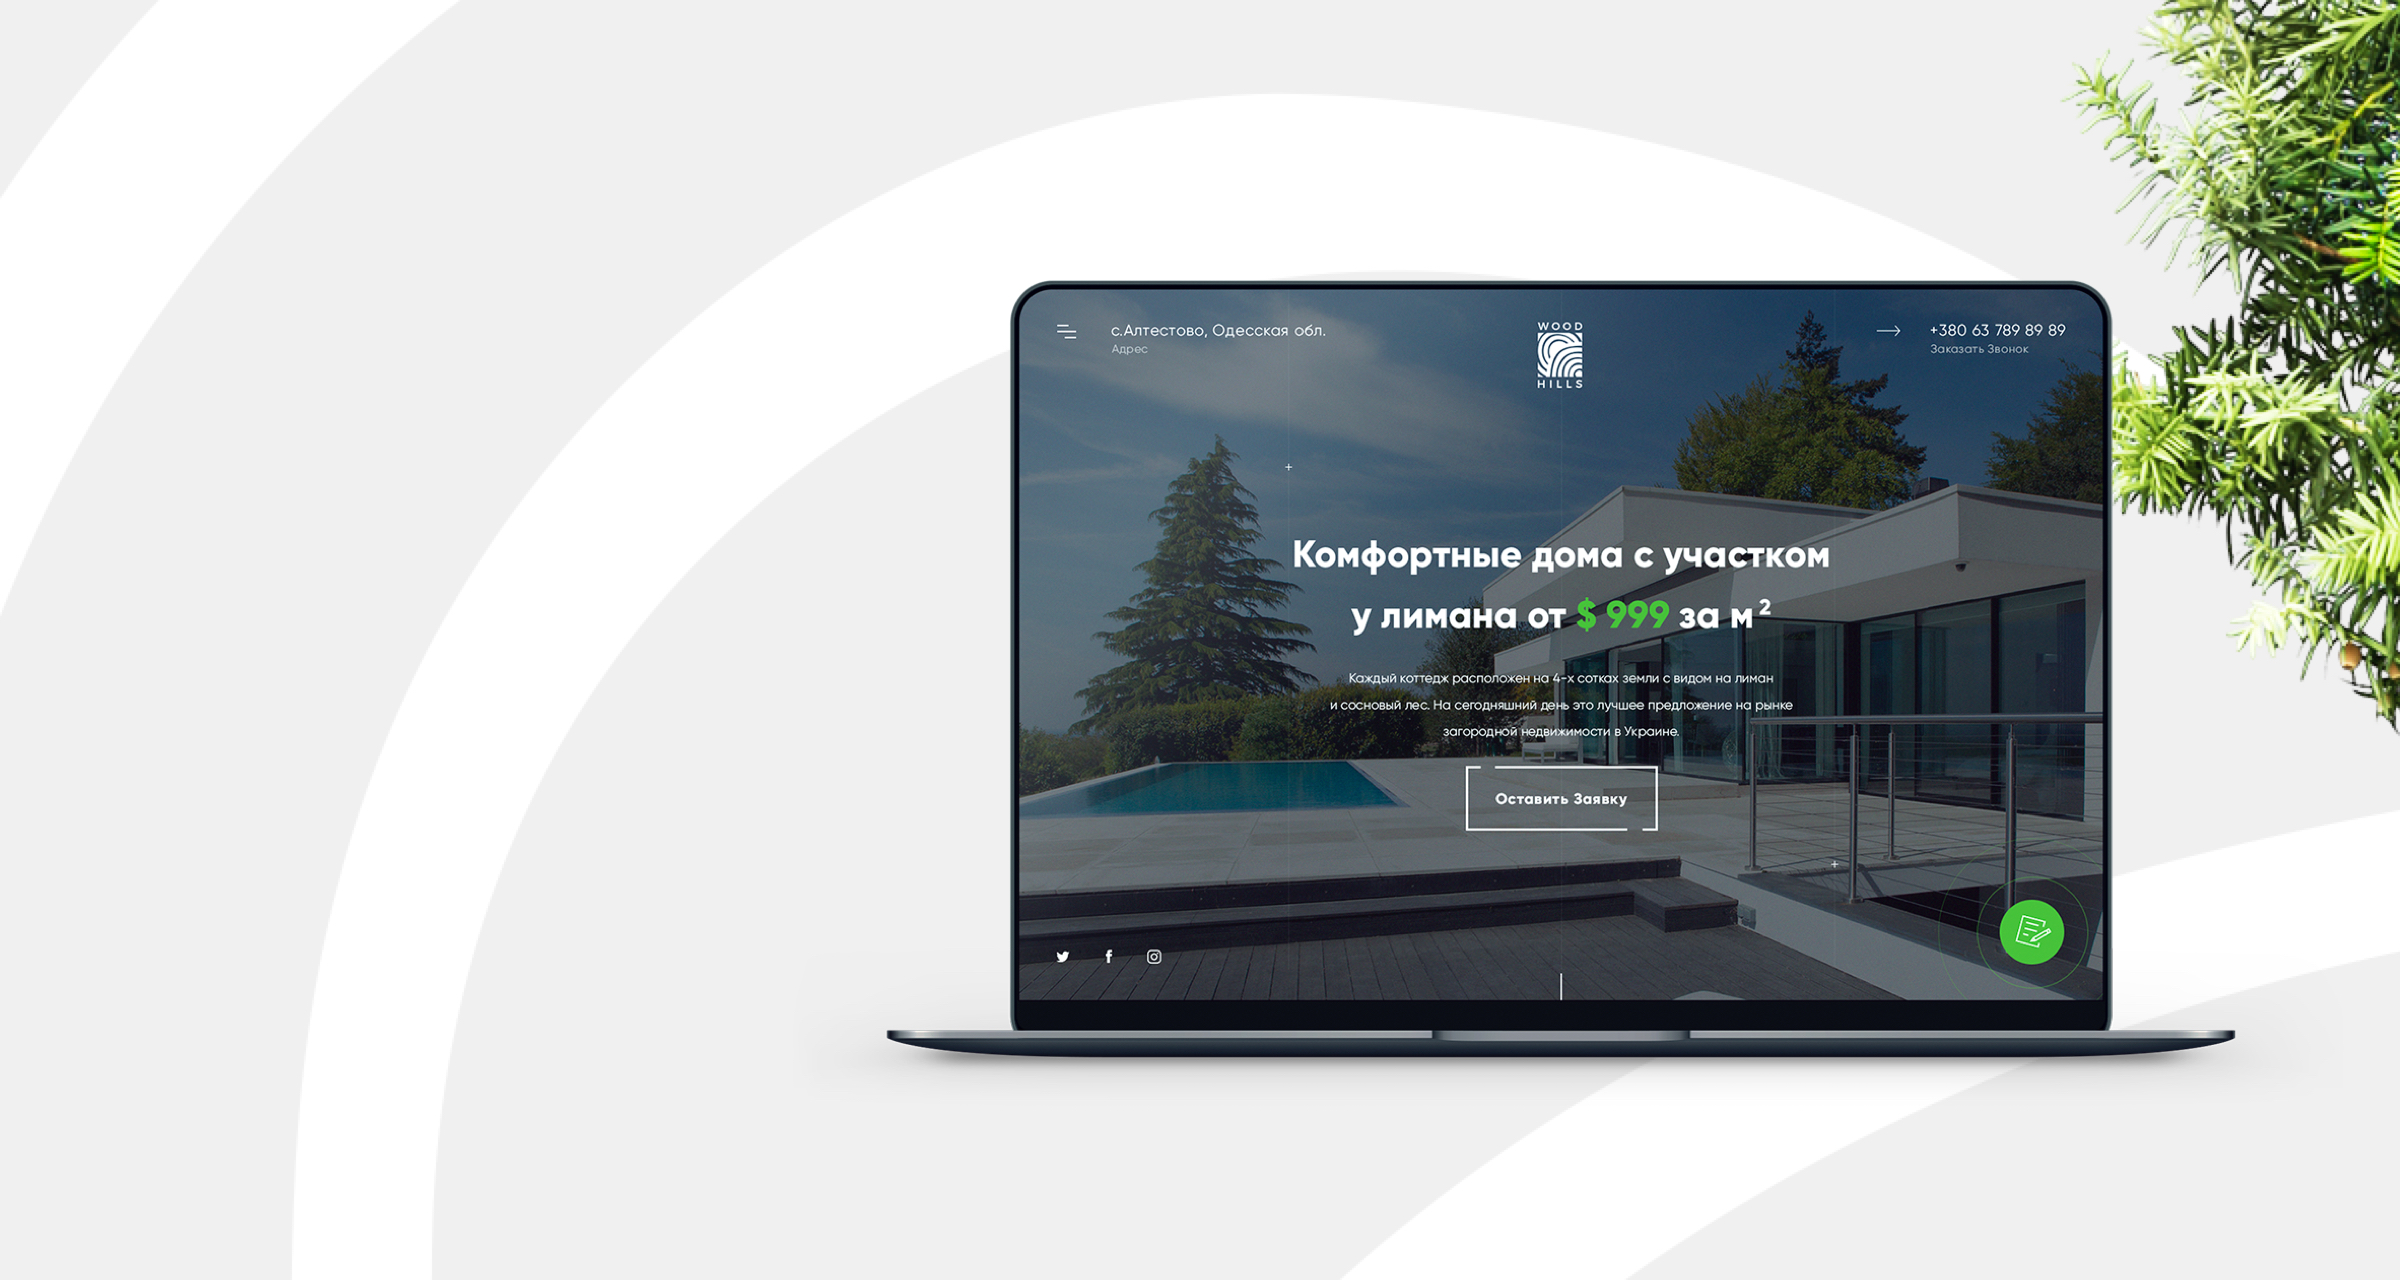 с.Алтестово, Одесская обл.
Адрес
WOOD
HILLS
+380 63 789 89 89
Заказать Звонок
Комфортные дома с участком
у лимана от $ 999 за м²
Каждый коттедж расположен на 4-х сотках земли с видом на лиман
и сосновый лес. На сегодняшний день это лучшее предложение на рынке
загородной недвижимости в Украине.
Оставить Заявку